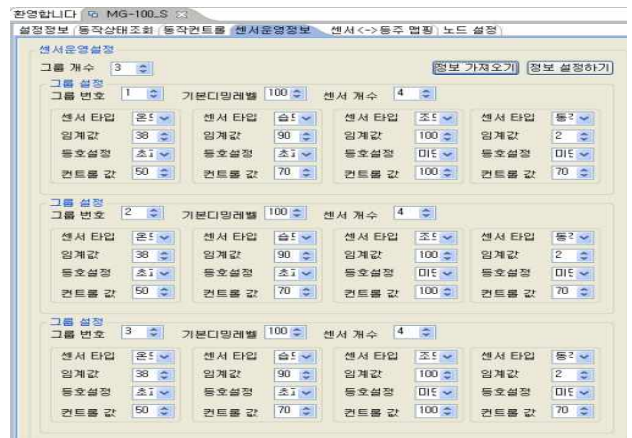 환영합니다 MG-100_S
설정정보 동작상태조회 동작컨트롤 센서운영정보 센서<->등주 맵핑 노드 설정
센서운영설정
그룹 개수 3 정보 가져오기 정보 설정하기
그룹 설정
그룹 번호 1 기본디밍레벨 100 센서 개수 4
센서 타입 센서 타입 센서 타입 센서 타입
임계값 38 임계값 90 임계값 100 임계값 2
등호설정 등호설정 등호설정 등호설정
컨트롤 값 50 컨트롤 값 70 컨트롤 값 100 컨트롤 값 70
그룹 설정
그룹 번호 2 기본디밍레벨 100 센서 개수 4
센서 타입 센서 타입 센서 타입 센서 타입
임계값 38 임계값 90 임계값 100 임계값 2
등호설정 등호설정 등호설정 등호설정
컨트롤 값 50 컨트롤 값 70 컨트롤 값 100 컨트롤 값 70
그룹 설정
그룹 번호 3 기본디밍레벨 100 센서 개수 4
센서 타입 센서 타입 센서 타입 센서 타입
임계값 38 임계값 90 임계값 100 임계값 2
등호설정 등호설정 등호설정 등호설정
컨트롤 값 50 컨트롤 값 70 컨트롤 값 100 컨트롤 값 70